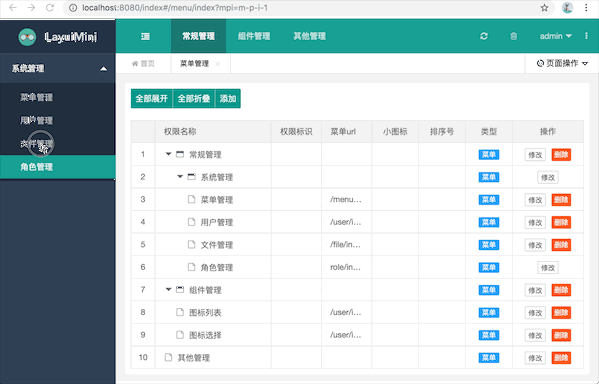 localhost:8080/index#/menu/index?mpi=m-p-i-1
LayuiMini
常规管理 组件管理 其他管理 admin
系统管理
首页 菜单管理 页面操作
菜单管理
用户管理
文件管理
角色管理
全部展开 全部折叠 添加
权限名称 权限标识 菜单url 小图标 排序号 类型 操作
1 常规管理 菜单 修改 删除
2 系统管理 菜单 修改
3 菜单管理 /menu... 菜单 修改 删除
4 用户管理 /user/i... 菜单 修改 删除
5 文件管理 /file/in... 菜单 修改 删除
6 角色管理 role/in... 菜单 修改
7 组件管理 菜单 修改 删除
8 图标列表 /user/i... 菜单 修改 删除
9 图标选择 /user/i... 菜单 修改 删除
10 其他管理 菜单 修改 删除